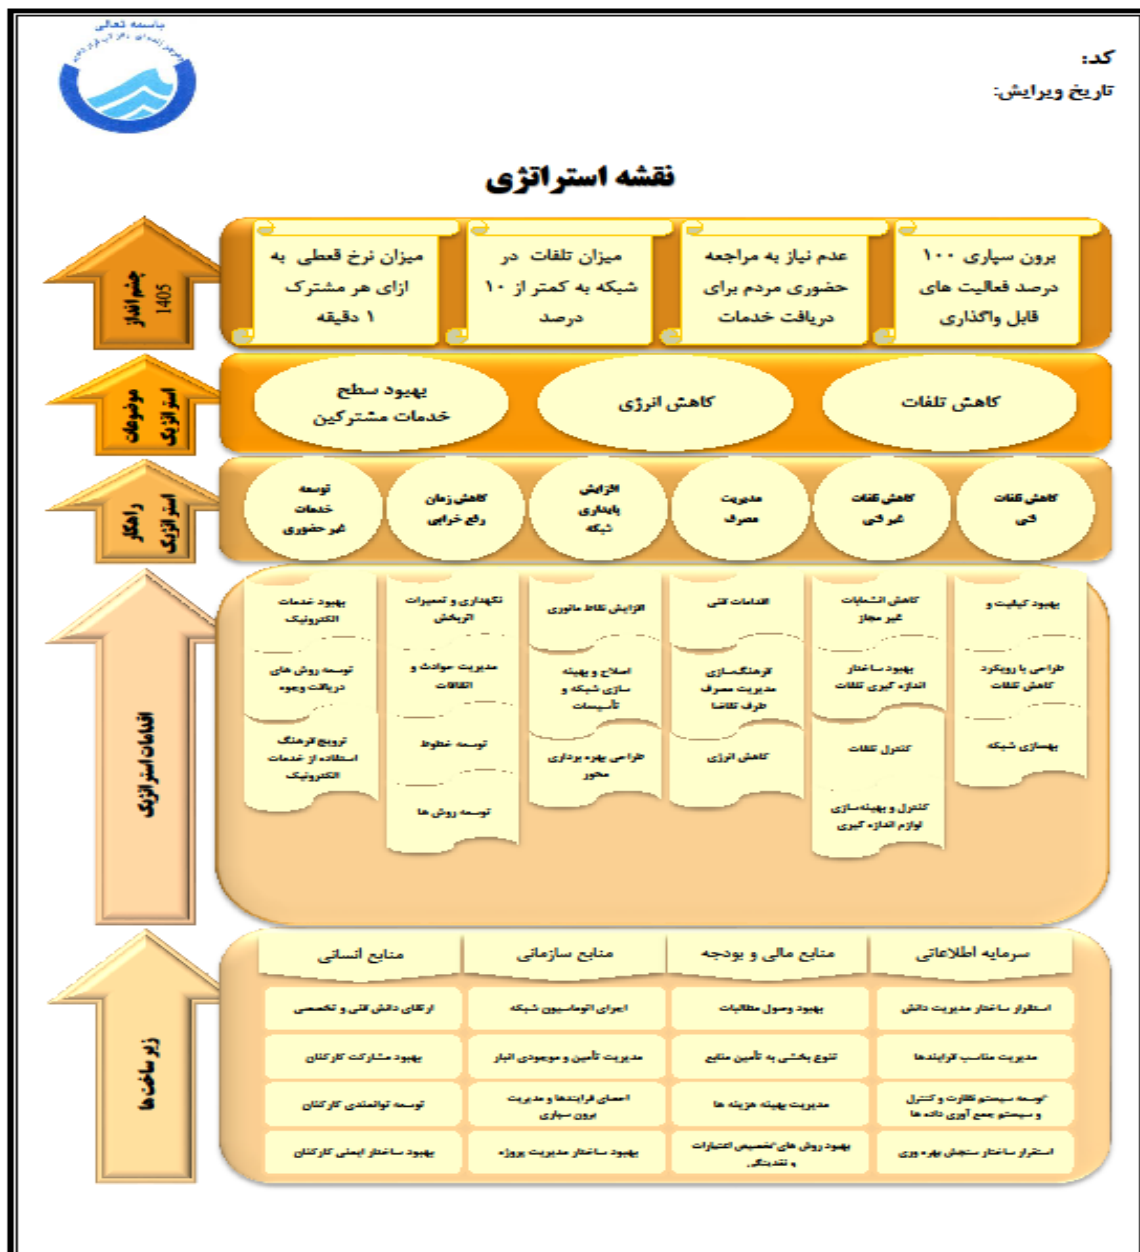 باسمه تعالی
کد:
تاریخ ویرایش:
نقشه استراتژی
چشم انداز
1405
برون سپاری ۱۰۰
درصد فعالیت های
قابل واگذاری
عدم نیاز به مراجعه
حضوری مردم برای
دریافت خدمات
میزان تلفات در
شبکه به کمتر از ۱۰
درصد
میزان نرخ قعطی به
ازای هر مشترک
۱ دقیقه
موضوعات
استراتژیک
کاهش تلفات
کاهش انرژی
بهبود سطح
خدمات مشترکین
راهکار
استراتژیک
کاهش تلفات
فنی
کاهش تلفات
غیر فنی
مدیریت
مصرف
افزایش
پایداری
شبکه
کاهش زمان
رفع خرابی
توسعه
خدمات
غیر حضوری
اقدامات استراتژیک
بهبود کیفیت و
طراحی با رویکرد
کاهش تلفات
بهسازی شبکه
کاهش انشعابات
غیر مجاز
بهبود ساختار
اندازه گیری تلفات
کنترل تلفات
کنترل و بهینه‌سازی
لوازم اندازه گیری
اقدامات فنی
فرهنگ‌سازی
مدیریت مصرف
طرف تقاضا
کاهش انرژی
افزایش نقاط مانوری
اصلاح و بهینه
سازی شبکه و
تأسیسات
طراحی بهره برداری
محور
نگهداری و تعمیرات
اثربخش
مدیریت حوادث و
اتفاقات
توسعه خطوط
توسعه روش ها
بهبود خدمات
الکترونیک
توسعه روش های
دریافت وجوه
ترویج فرهنگ
استفاده از خدمات
الکترونیک
زیر ساخت ها
سرمایه اطلاعاتی
منابع مالی و بودجه
منابع سازمانی
منابع انسانی
استقرار ساختار مدیریت دانش
بهبود وصول مطالبات
اجرای اتوماسیون شبکه
ارتقای دانش فنی و تخصصی
مدیریت مناسب فرایندها
تنوع بخشی به تأمین منابع
مدیریت تأمین و موجودی انبار
بهبود مشارکت کارکنان
توسعه سیستم نظارت و کنترل
و سیستم جمع آوری داده ها
مدیریت بهینه هزینه ها
احصای فرایندها و مدیریت
برون سپاری
توسعه توانمندی کارکنان
استقرار ساختار سنجش بهره وری
بهبود روش های تخصیص اعتبارات
و نقدینگی
بهبود ساختار مدیریت پروژه
بهبود ساختار ایمنی کارکنان